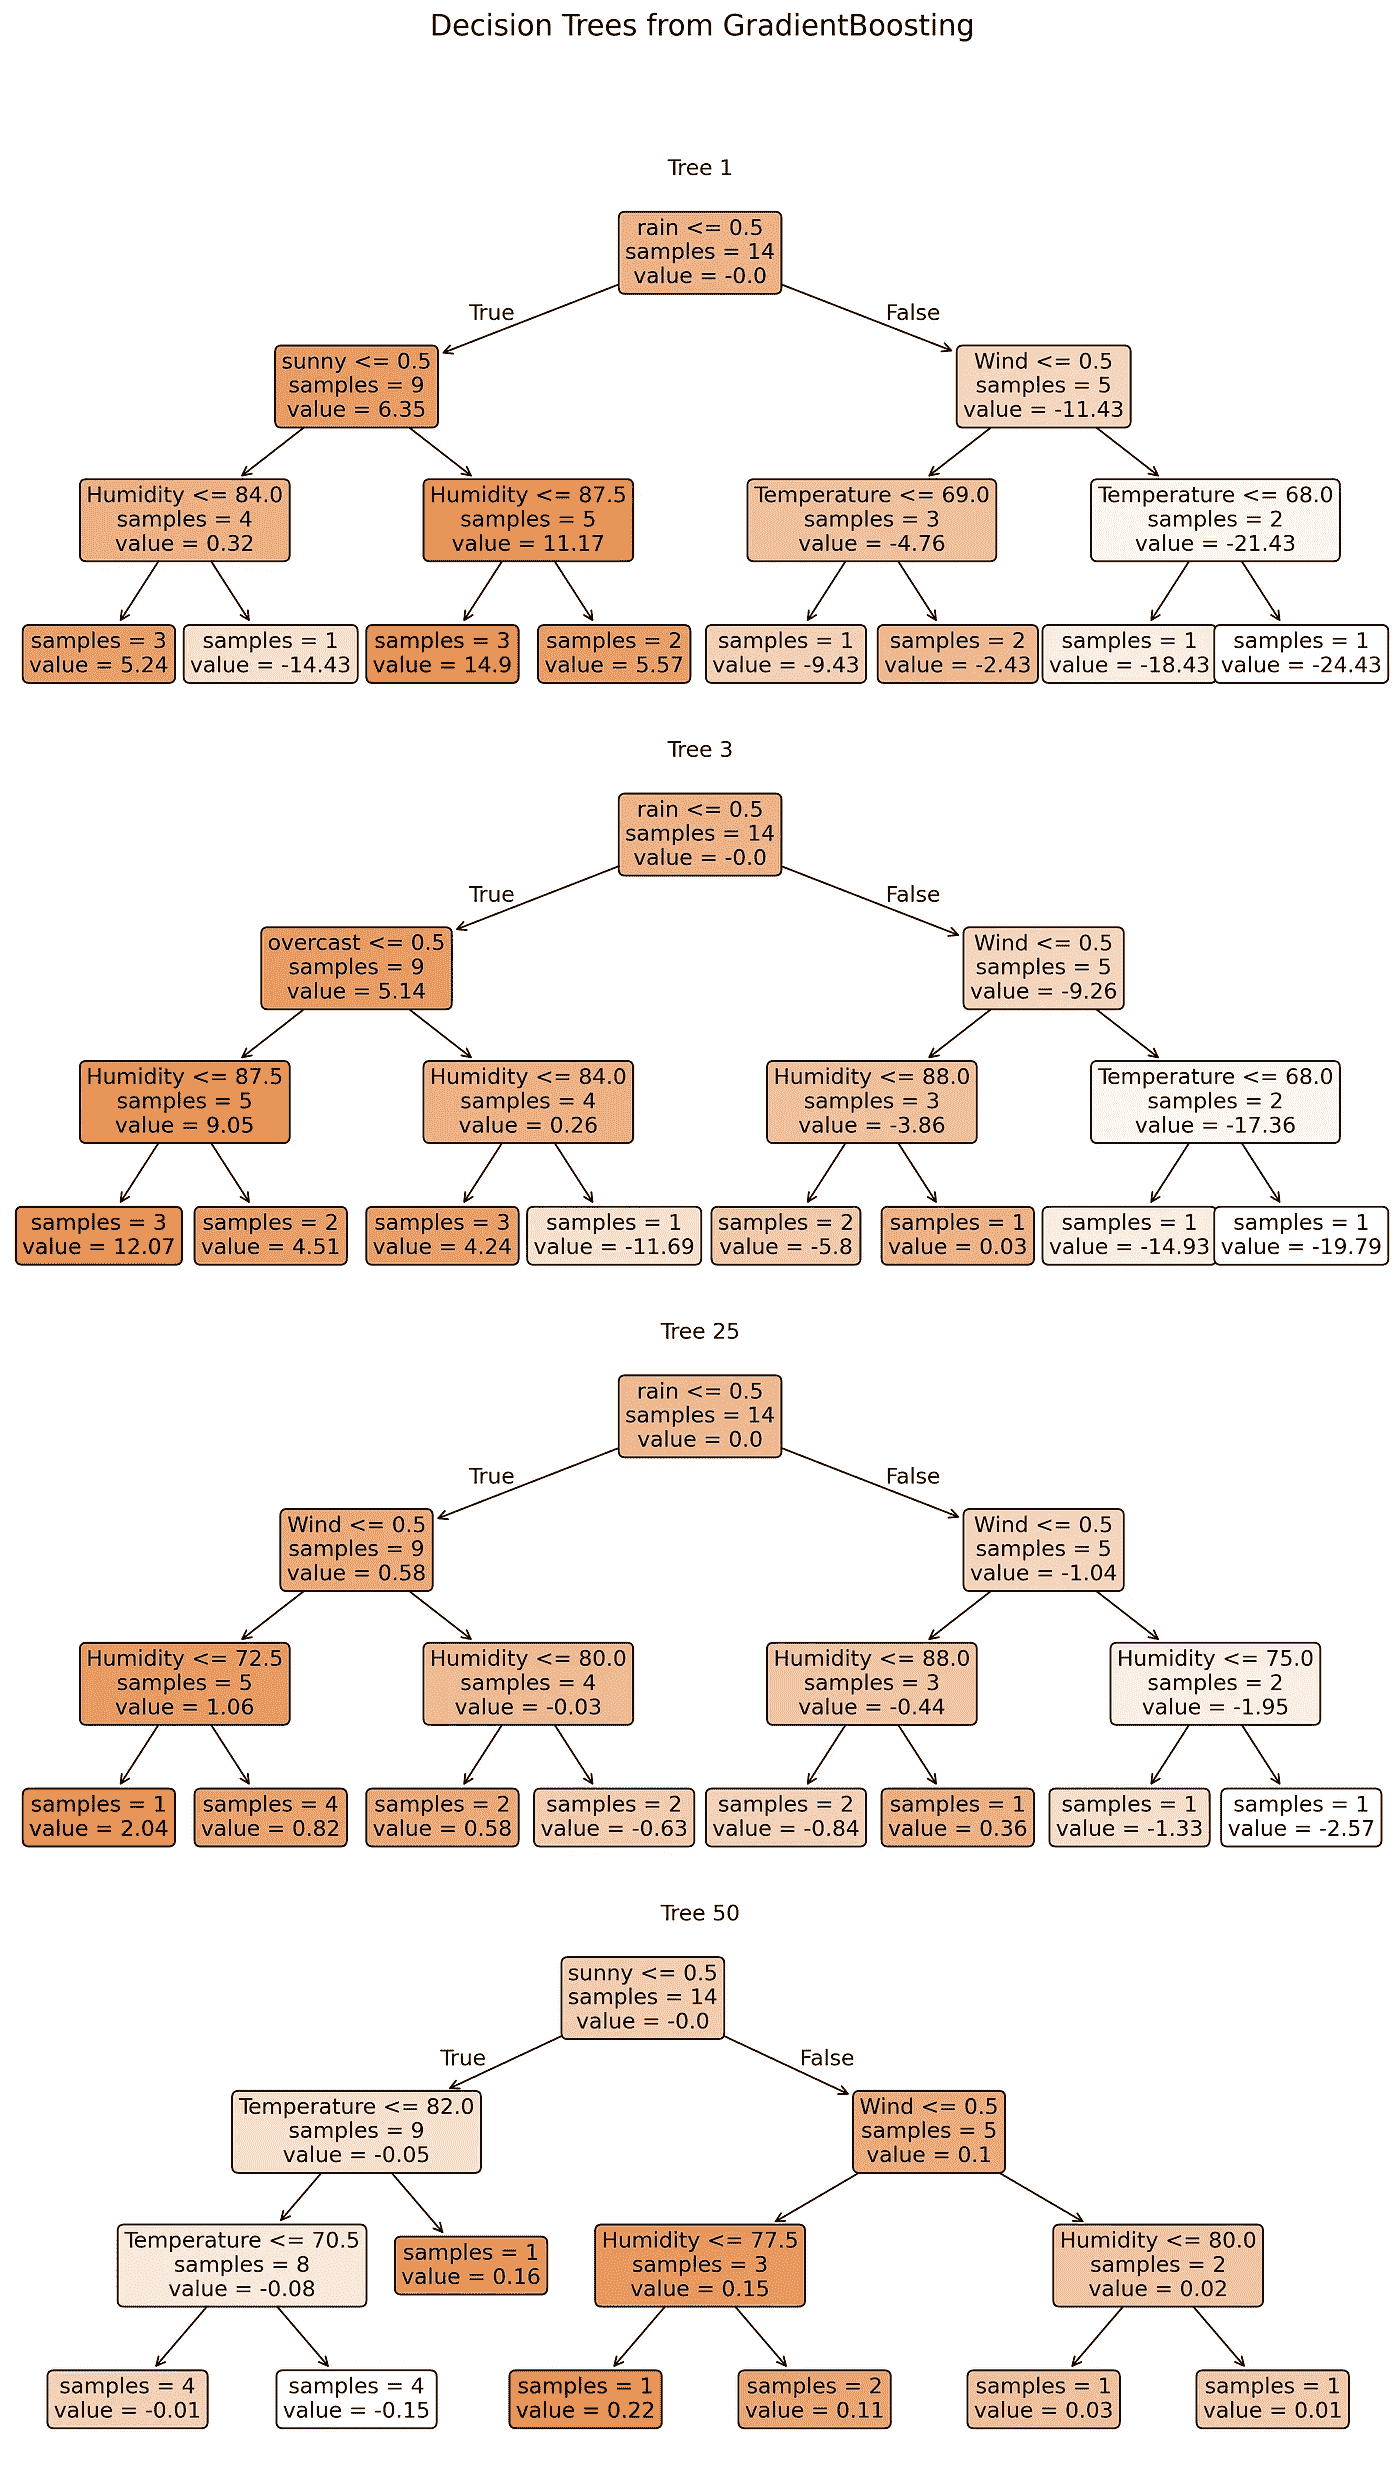 Decision Trees from GradientBoosting
Tree 1
rain <= 0.5
samples = 14
value = -0.0
True
False
sunny <= 0.5
samples = 9
value = 6.35
Wind <= 0.5
samples = 5
value = -11.43
Humidity <= 84.0
samples = 4
value = 0.32
Humidity <= 87.5
samples = 5
value = 11.17
Temperature <= 69.0
samples = 3
value = -4.76
Temperature <= 68.0
samples = 2
value = -21.43
samples = 3
value = 5.24
samples = 1
value = -14.43
samples = 3
value = 14.9
samples = 2
value = 5.57
samples = 1
value = -9.43
samples = 2
value = -2.43
samples = 1
value = -18.43
samples = 1
value = -24.43
Tree 3
rain <= 0.5
samples = 14
value = -0.0
True
False
overcast <= 0.5
samples = 9
value = 5.14
Wind <= 0.5
samples = 5
value = -9.26
Humidity <= 87.5
samples = 5
value = 9.05
Humidity <= 84.0
samples = 4
value = 0.26
Humidity <= 88.0
samples = 3
value = -3.86
Temperature <= 68.0
samples = 2
value = -17.36
samples = 3
value = 12.07
samples = 2
value = 4.51
samples = 3
value = 4.24
samples = 1
value = -11.69
samples = 2
value = -5.8
samples = 1
value = 0.03
samples = 1
value = -14.93
samples = 1
value = -19.79
Tree 25
rain <= 0.5
samples = 14
value = 0.0
True
False
Wind <= 0.5
samples = 9
value = 0.58
Wind <= 0.5
samples = 5
value = -1.04
Humidity <= 72.5
samples = 5
value = 1.06
Humidity <= 80.0
samples = 4
value = -0.03
Humidity <= 88.0
samples = 3
value = -0.44
Humidity <= 75.0
samples = 2
value = -1.95
samples = 1
value = 2.04
samples = 4
value = 0.82
samples = 2
value = 0.58
samples = 2
value = -0.63
samples = 2
value = -0.84
samples = 1
value = 0.36
samples = 1
value = -1.33
samples = 1
value = -2.57
Tree 50
sunny <= 0.5
samples = 14
value = -0.0
True
False
Temperature <= 82.0
samples = 9
value = -0.05
Wind <= 0.5
samples = 5
value = 0.1
Temperature <= 70.5
samples = 8
value = -0.08
samples = 1
value = 0.16
Humidity <= 77.5
samples = 3
value = 0.15
Humidity <= 80.0
samples = 2
value = 0.02
samples = 4
value = -0.01
samples = 4
value = -0.15
samples = 1
value = 0.22
samples = 2
value = 0.11
samples = 1
value = 0.03
samples = 1
value = 0.01